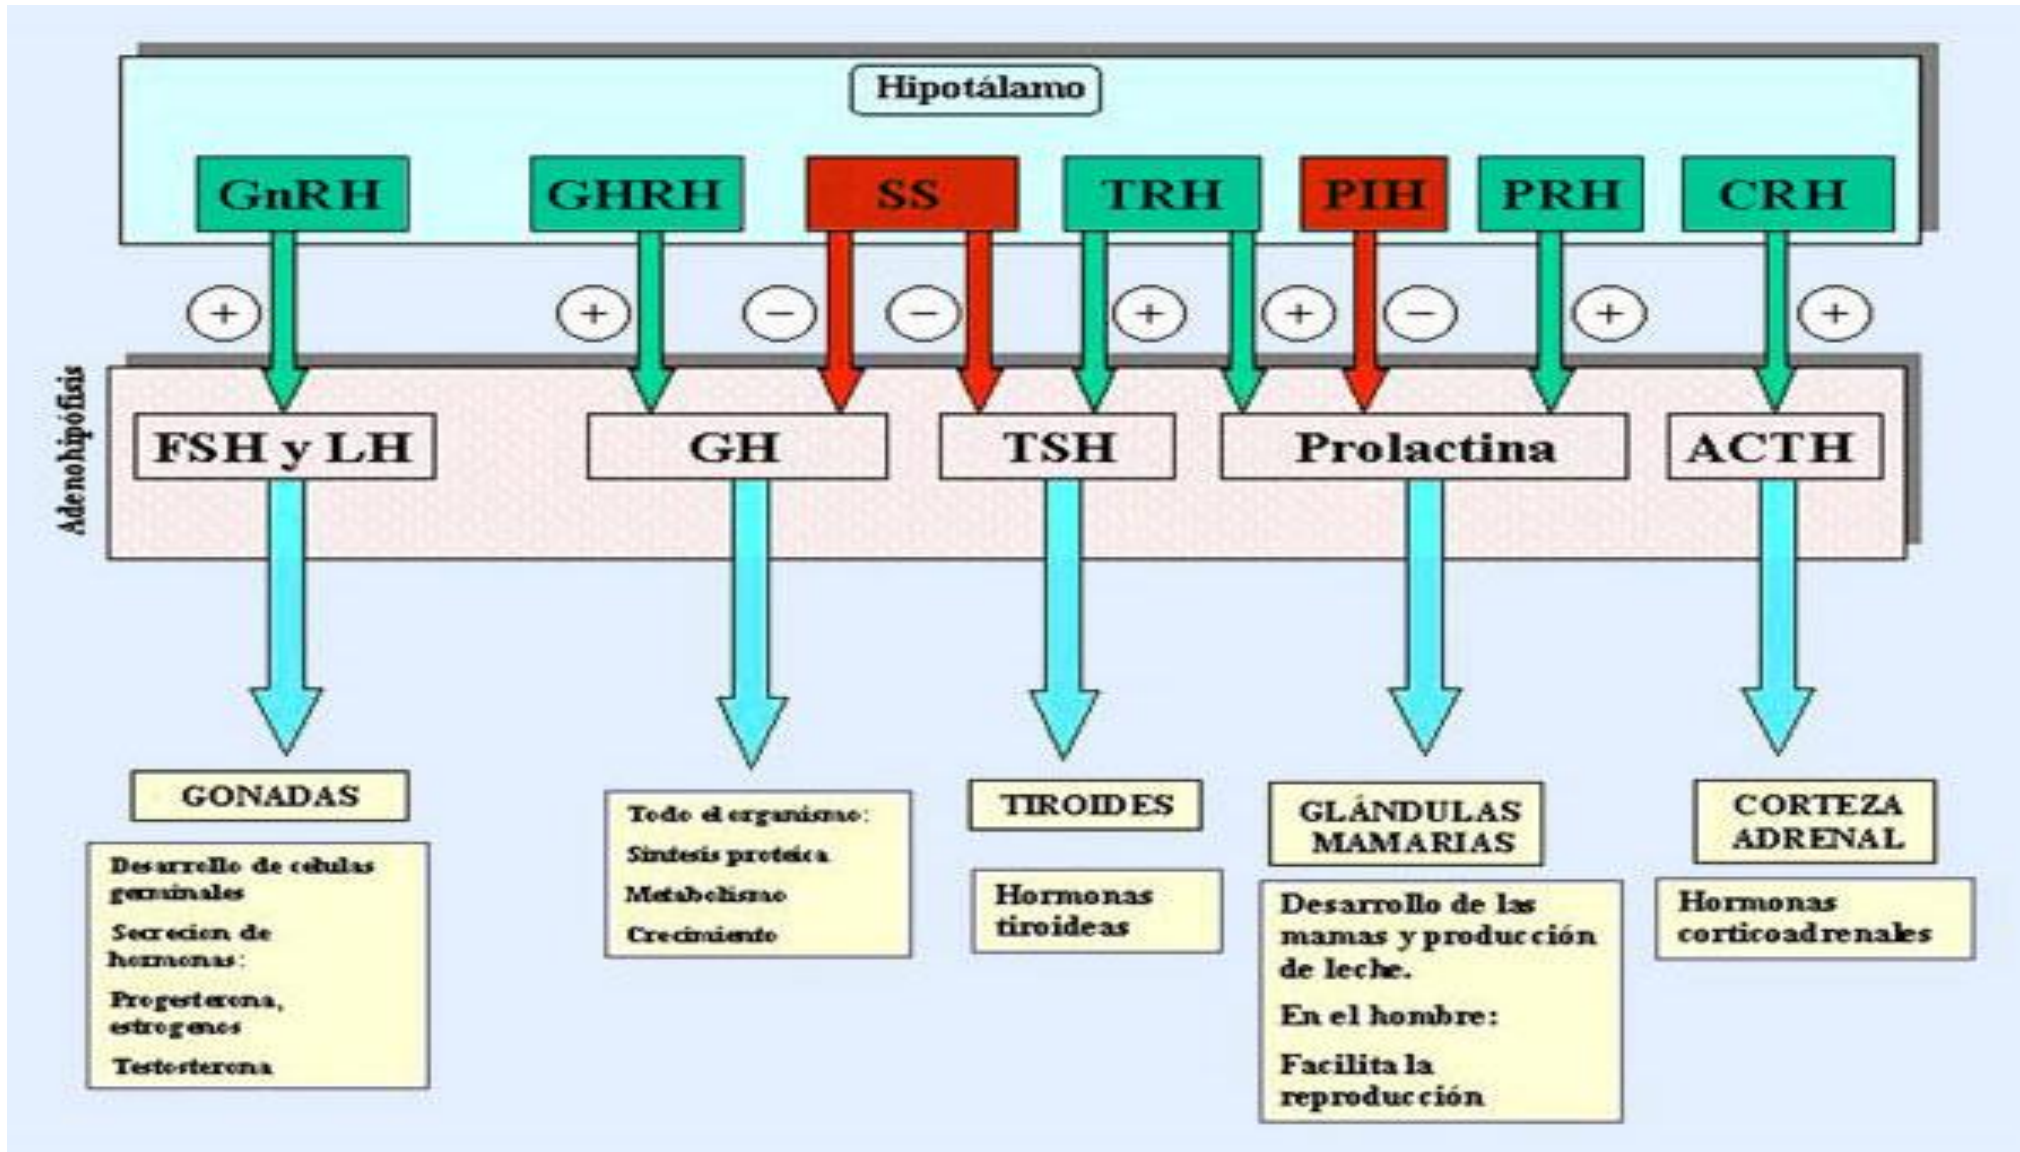 Hipotálamo
GnRH
GHRH
SS
TRH
PIH
PRH
CRH
+
+
−
−
+
+
−
+
+
Adenohipófisis
FSH y LH
GH
TSH
Prolactina
ACTH
GONADAS
Desarrollo de celulas
germinales
Secrecion de
hormonas:
Progesterona,
estrogenos
Testosterona
Todo el organismo:
Sintesis proteica
Metabolismo
Crecimiento
TIROIDES
Hormonas
tiroideas
GLÁNDULAS
MAMARIAS
Desarrollo de las
mamas y producción
de leche.
En el hombre:
Facilita la
reproducción
CORTEZA
ADRENAL
Hormonas
corticoadrenales